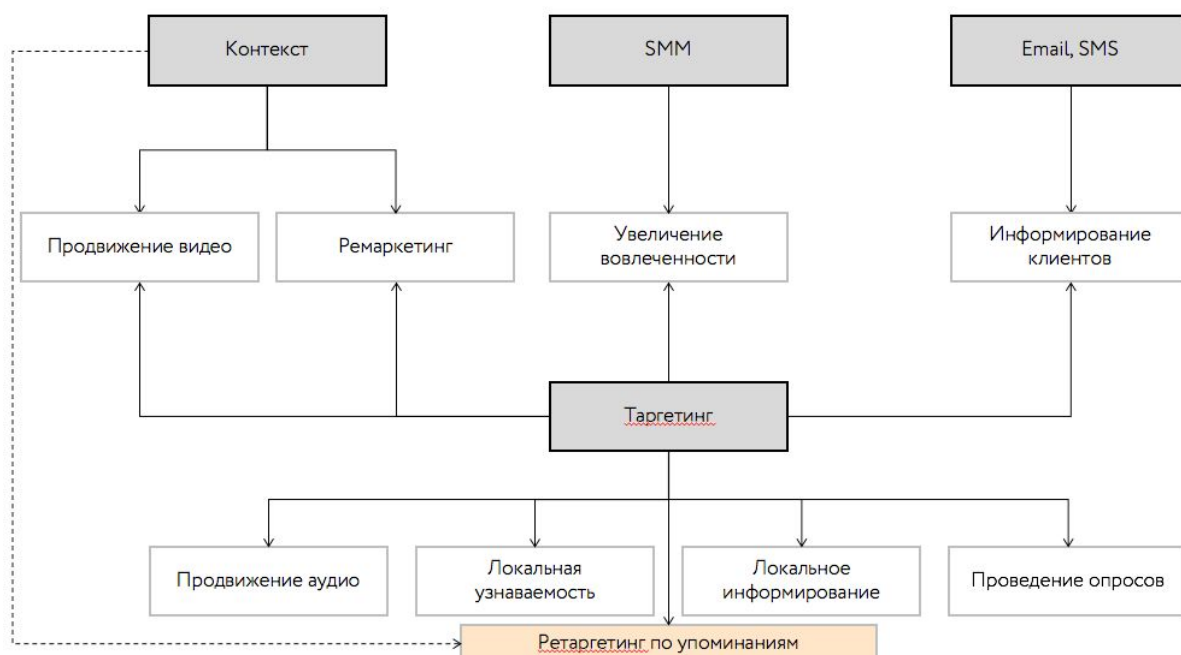 Контекст
SMM
Email, SMS
Продвижение видео
Ремаркетинг
Увеличение
вовлеченности
Информирование
клиентов
Таргетинг
Продвижение аудио
Локальная
узнаваемость
Локальное
информирование
Проведение опросов
Ретаргетинг по упоминаниям